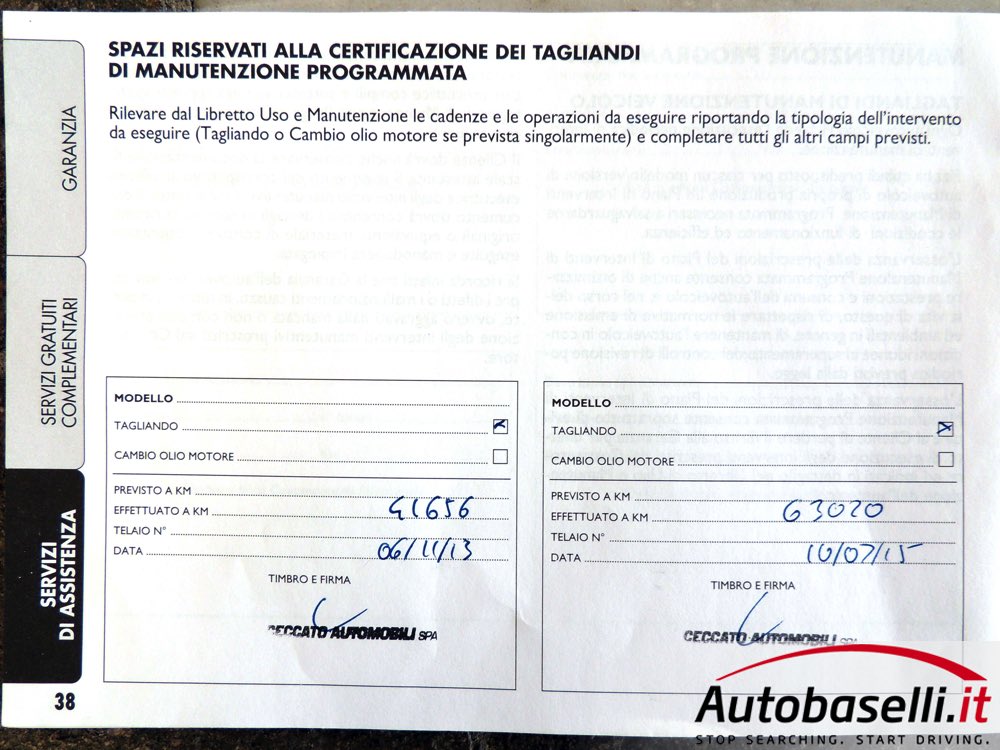 SPAZI RISERVATI ALLA CERTIFICAZIONE DEI TAGLIANDI
DI MANUTENZIONE PROGRAMMATA
Rilevare dal Libretto Uso e Manutenzione le cadenze e le operazioni da eseguire riportando la tipologia dell'intervento
da eseguire (Tagliando o Cambio olio motore se prevista singolarmente) e completare tutti gli altri campi previsti.
GARANZIA
SERVIZI GRATUITI
COMPLEMENTARI
SERVIZI
DI ASSISTENZA
38
MODELLO
TAGLIANDO
CAMBIO OLIO MOTORE
PREVISTO A KM
EFFETTUATO A KM 41656
TELAIO N°
DATA 06/11/13
TIMBRO E FIRMA
CECCATO AUTOMOBILI SPA
MODELLO
TAGLIANDO
CAMBIO OLIO MOTORE
PREVISTO A KM
EFFETTUATO A KM 63020
TELAIO N°
DATA 10/07/15
TIMBRO E FIRMA
CECCATO AUTOMOBILI SPA
Autobaselli.it
STOP SEARCHING. START DRIVING.